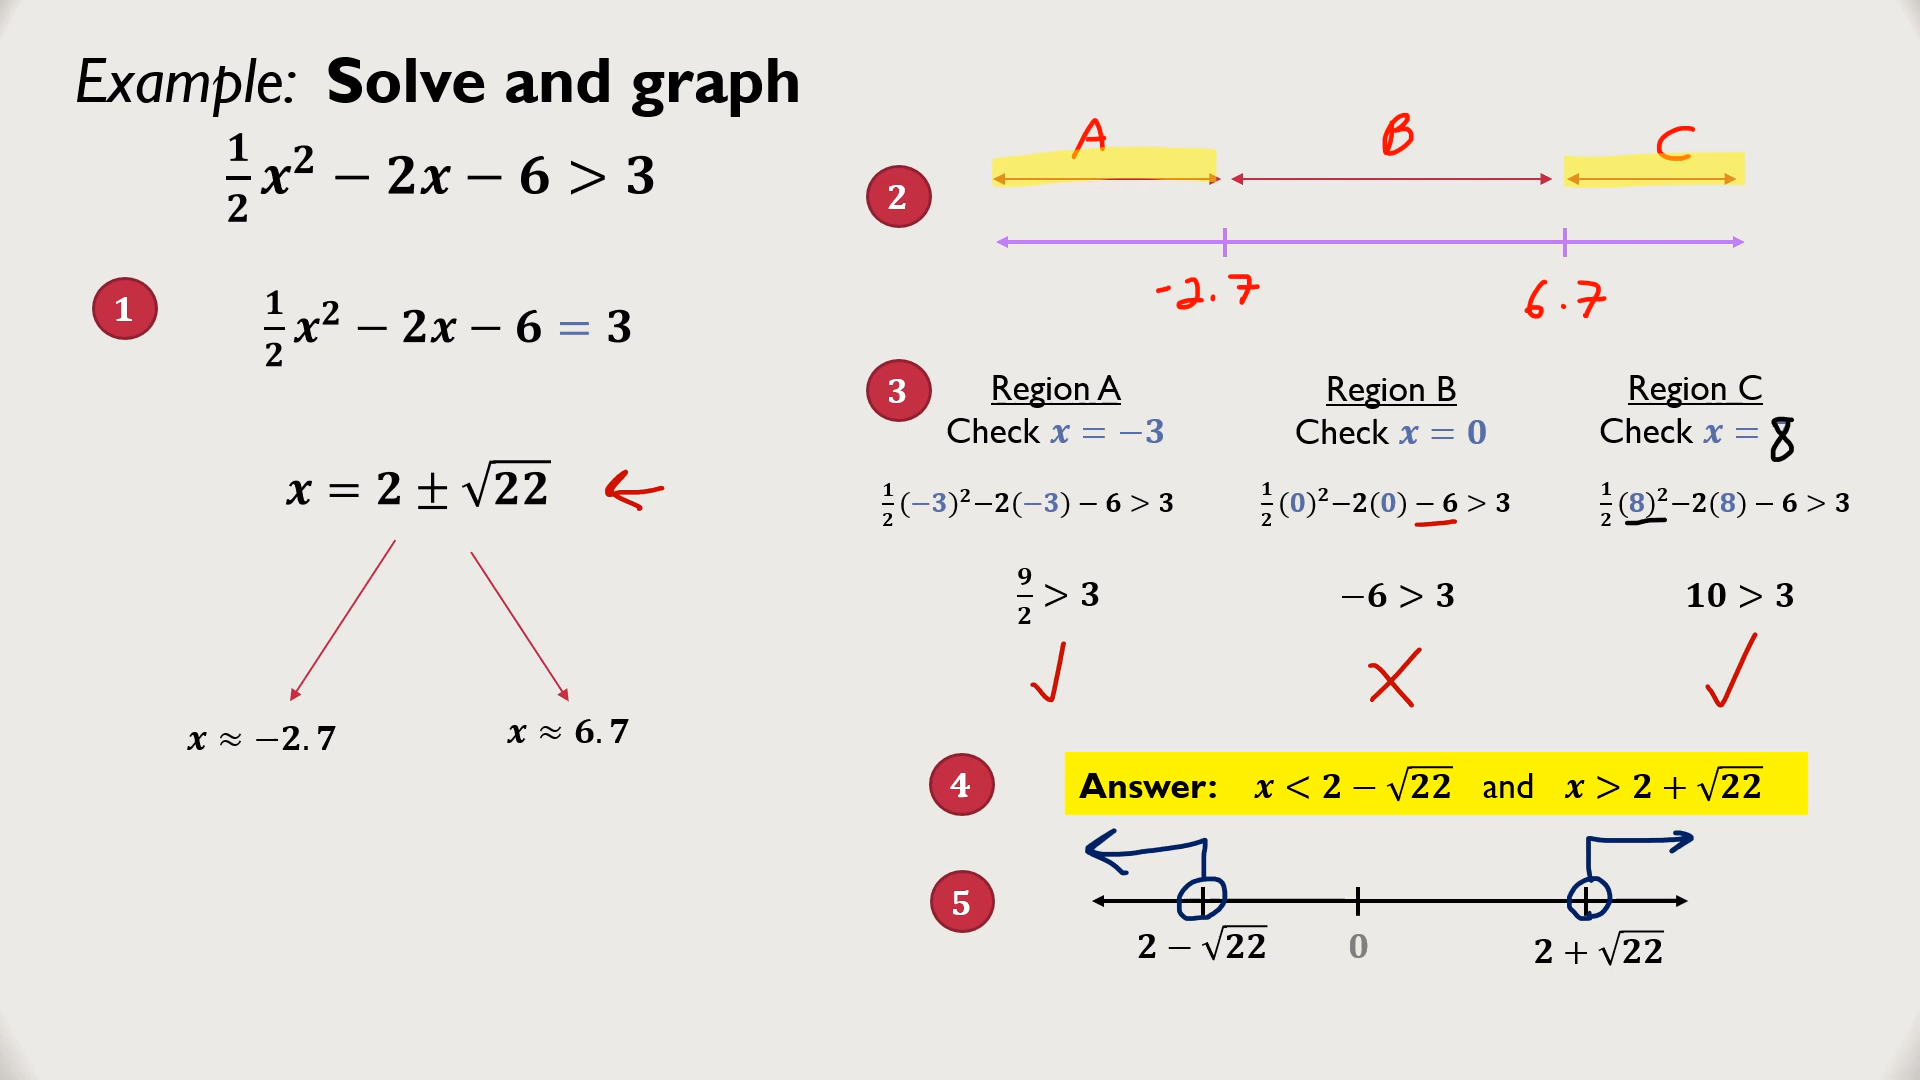 Example: Solve and graph
1/2 x² − 2x − 6 > 3
1
1/2 x² − 2x − 6 = 3
x = 2 ± √22
x ≈ −2.7
x ≈ 6.7
A B C
2
-2.7 6.7
3
Region A
Check x = −3
1/2 (−3)²−2(−3) − 6 > 3
9/2 > 3
Region B
Check x = 0
1/2 (0)²−2(0) − 6 > 3
−6 > 3
Region C
Check x = 8
1/2 (8)²−2(8) − 6 > 3
10 > 3
4
Answer: x < 2 − √22 and x > 2 + √22
5
2 − √22 0 2 + √22